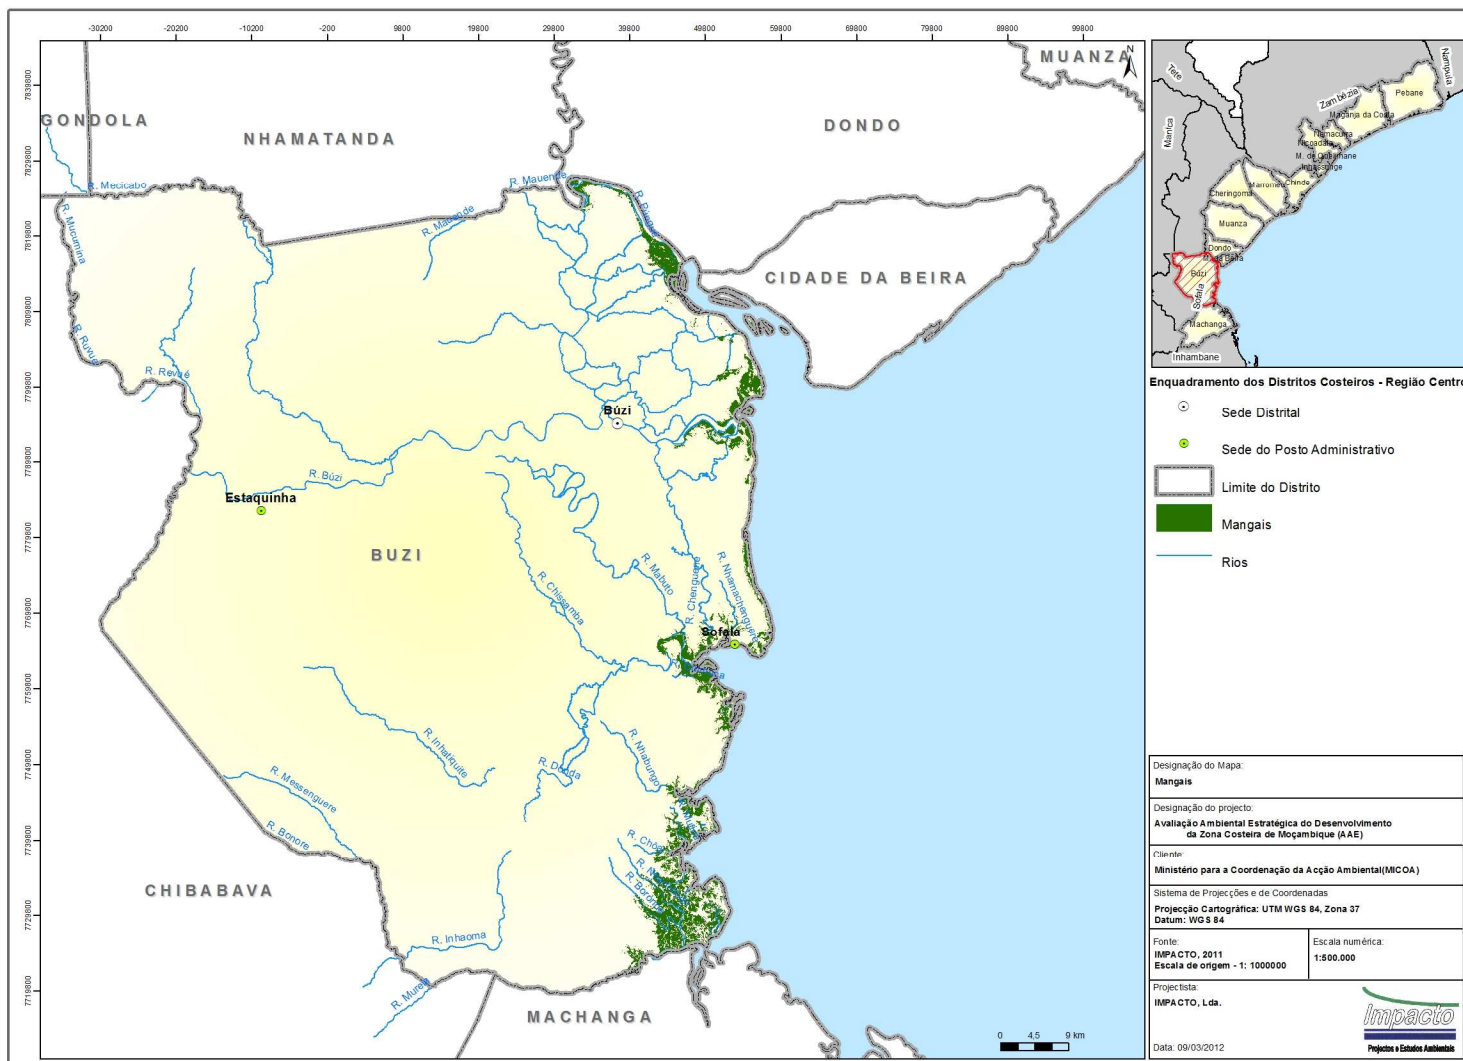 -30200 -20200 -10200 -200 9800 19800 29800 39800 49800 59800 69800 79800 89800 99800
7839800
7829800
7819800
7809800
7799800
7789800
7779800
7769800
7759800
7749800
7739800
7729800
7719800
MUANZA
N
GONDOLA
NHAMATANDA
DONDO
R. Mecicabo
R. Mauende
R. Pungue
R. Mucumina
R. Mauende
CIDADE DA BEIRA
R. Revué
Búzi
R. Búzi
Estaquinha
BUZI
R. Chissamba
R. Mabuto
R. Chenguene
R. Nhamachenguere
Sofala
R. Inhatiquite
R. Donda
R. Nhabungo
R. Messenguere
R. Bonore
CHIBABAVA
R. Inhaoma
MACHANGA
0 4,5 9 km
Tete
Nampula
Zambézia
Manica
Pebane
Maganja da Costa
Namacurra
Nicoadala
Inhassunge
Chinde
Marromeu
Cheringoma
Muanza
Dondo
Búzi
Sofala
Machanga
Inhambane
Enquadramento dos Distritos Costeiros - Região Centro
Sede Distrital
Sede do Posto Administrativo
Limite do Distrito
Mangais
Rios
Designação do Mapa:
Mangais
Designação do projecto:
Avaliação Ambiental Estratégica do Desenvolvimento
da Zona Costeira de Moçambique (AAE)
Cliente:
Ministério para a Coordenação da Acção Ambiental(MICOA)
Sistema de Projecções e de Coordenadas
Projecção Cartográfica: UTM WGS 84, Zona 37
Datum: WGS 84
Fonte:
IMPACTO, 2011
Escala de origem - 1: 1000000
Escala numérica:
1:500.000
Projectista:
IMPACTO, Lda.
Data: 09/03/2012
Impacto
Projectos e Estudos Ambientais